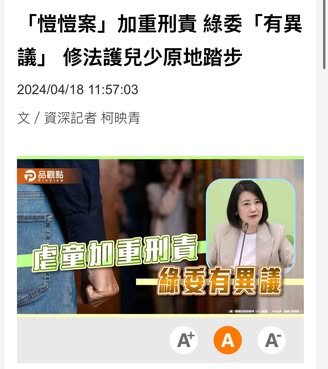 「愷愷案」加重刑責 綠委「有異
議」 修法護兒少原地踏步
2024/04/18 11:57:03
文 / 資深記者 柯映青
品觀點
虐童加重刑責
綠委有異議
A+
A
A-